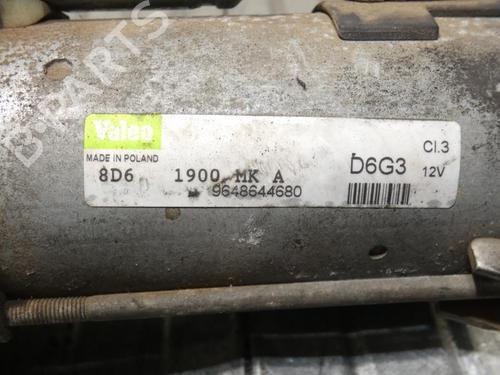 Valeo
MADE IN POLAND
8D6 1900 MK A
9648644680
D6G3
Cl.3
12V
B-PARTS